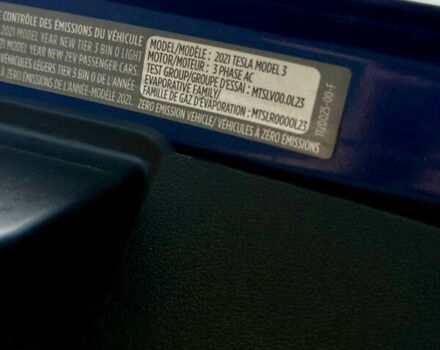 CONTRÔLE DES ÉMISSIONS DU VÉHICULE
2021 MODEL YEAR NEW TIER 3 BIN 0 LIGHT
MODEL YEAR NEW ZEV PASSENGER CARS.
LÉGERS TIER 3 BIN 0 DE L'ANNÉE-
DE L'ANNÉE-MODÈLE 2021.
MODEL/MODÈLE : 2021 TESLA MODEL 3
MOTOR/MOTEUR : 3 PHASE AC
TEST GROUP/GROUPE D'ESSAI : MTSLV00.0L23
EVAPORATIVE FAMILY/
FAMILLE DE GAZ D'ÉVAPORATION : MTSLR0000L23
ZERO EMISSION VEHICLE/ VÉHICULES À ZÉRO ÉMISSIONS
1120G23-00-F